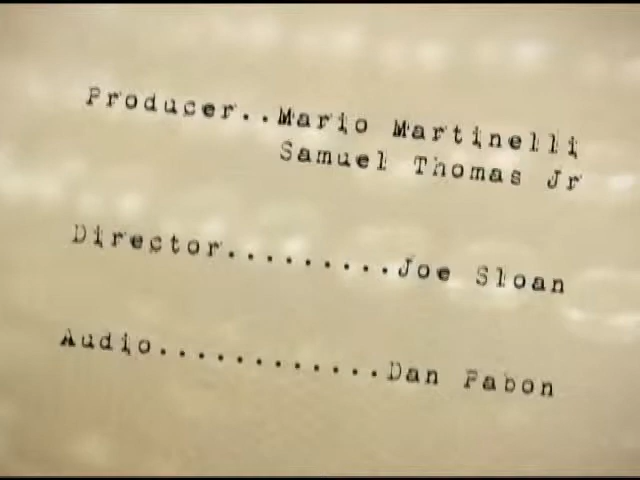 Producer..Mario Martinelli
Samuel Thomas Jr
Director.........Joe Sloan
Audio............Dan Pabon